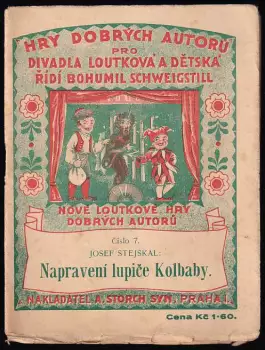 HRY DOBRÝCH AUTORŮ
PRO
DIVADLA LOUTKOVÁ A DĚTSKÁ
ŘÍDÍ BOHUMIL SCHWEIGSTILL
NOVÉ LOUTKOVÉ HRY
DOBRÝCH AUTORŮ
Číslo 7.
JOSEF STEJSKAL:
Napravení lupiče Kolbaby.
NAKLADATEL A. STORCH SYN, PRAHA I.
Cena Kč 1·60.